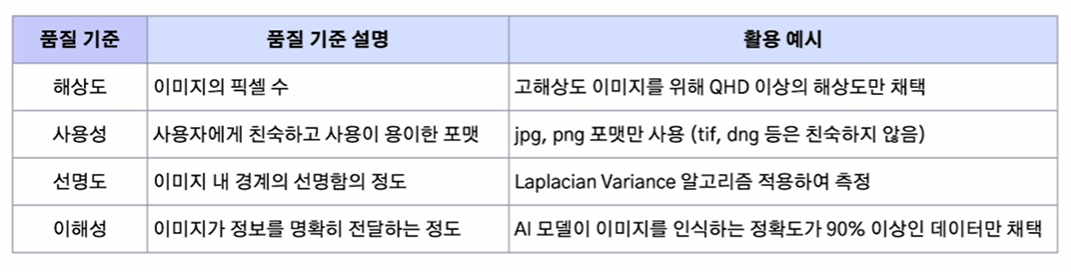 품질 기준 품질 기준 설명 활용 예시
해상도 이미지의 픽셀 수 고해상도 이미지를 위해 QHD 이상의 해상도만 채택
사용성 사용자에게 친숙하고 사용이 용이한 포맷 jpg, png 포맷만 사용 (tif, dng 등은 친숙하지 않음)
선명도 이미지 내 경계의 선명함의 정도 Laplacian Variance 알고리즘 적용하여 측정
이해성 이미지가 정보를 명확히 전달하는 정도 AI 모델이 이미지를 인식하는 정확도가 90% 이상인 데이터만 채택